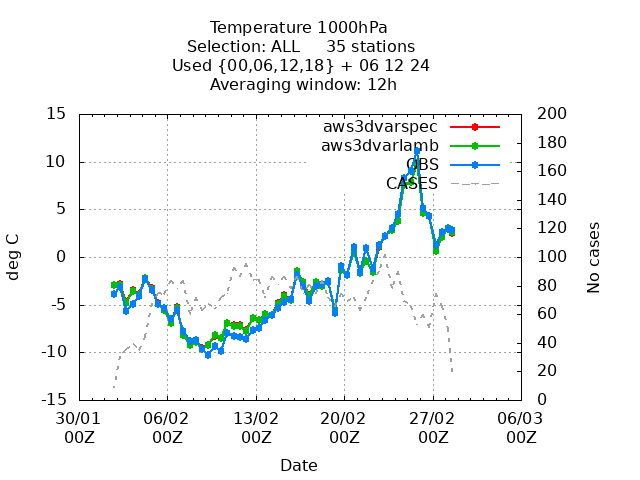 Temperature 1000hPa
Selection: ALL 35 stations
Used {00,06,12,18} + 06 12 24
Averaging window: 12h
aws3dvarspec
aws3dvarlamb
OBS
CASES
15
10
5
0
-5
-10
-15
deg C
200
180
160
140
120
100
80
60
40
20
0
No cases
30/01 06/02 13/02 20/02 27/02 06/03
00Z 00Z 00Z 00Z 00Z 00Z
Date